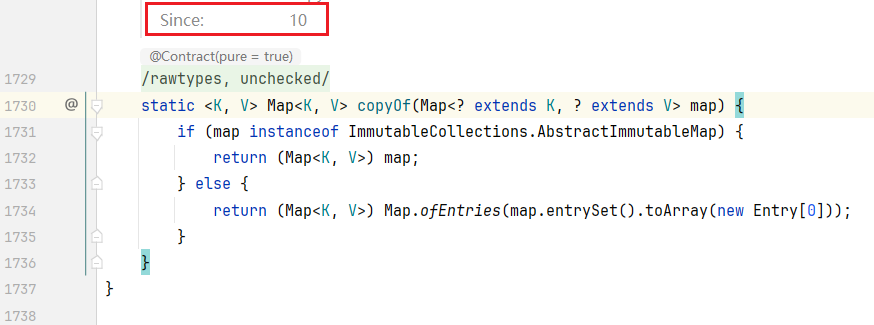 Since: 10
@Contract(pure = true)
1729 /rawtypes, unchecked/
1730 @ static <K, V> Map<K, V> copyOf(Map<? extends K, ? extends V> map) {
1731 if (map instanceof ImmutableCollections.AbstractImmutableMap) {
1732 return (Map<K, V>) map;
1733 } else {
1734 return (Map<K, V>) Map.ofEntries(map.entrySet().toArray(new Entry[0]));
1735 }
1736 }
1737 }
1738